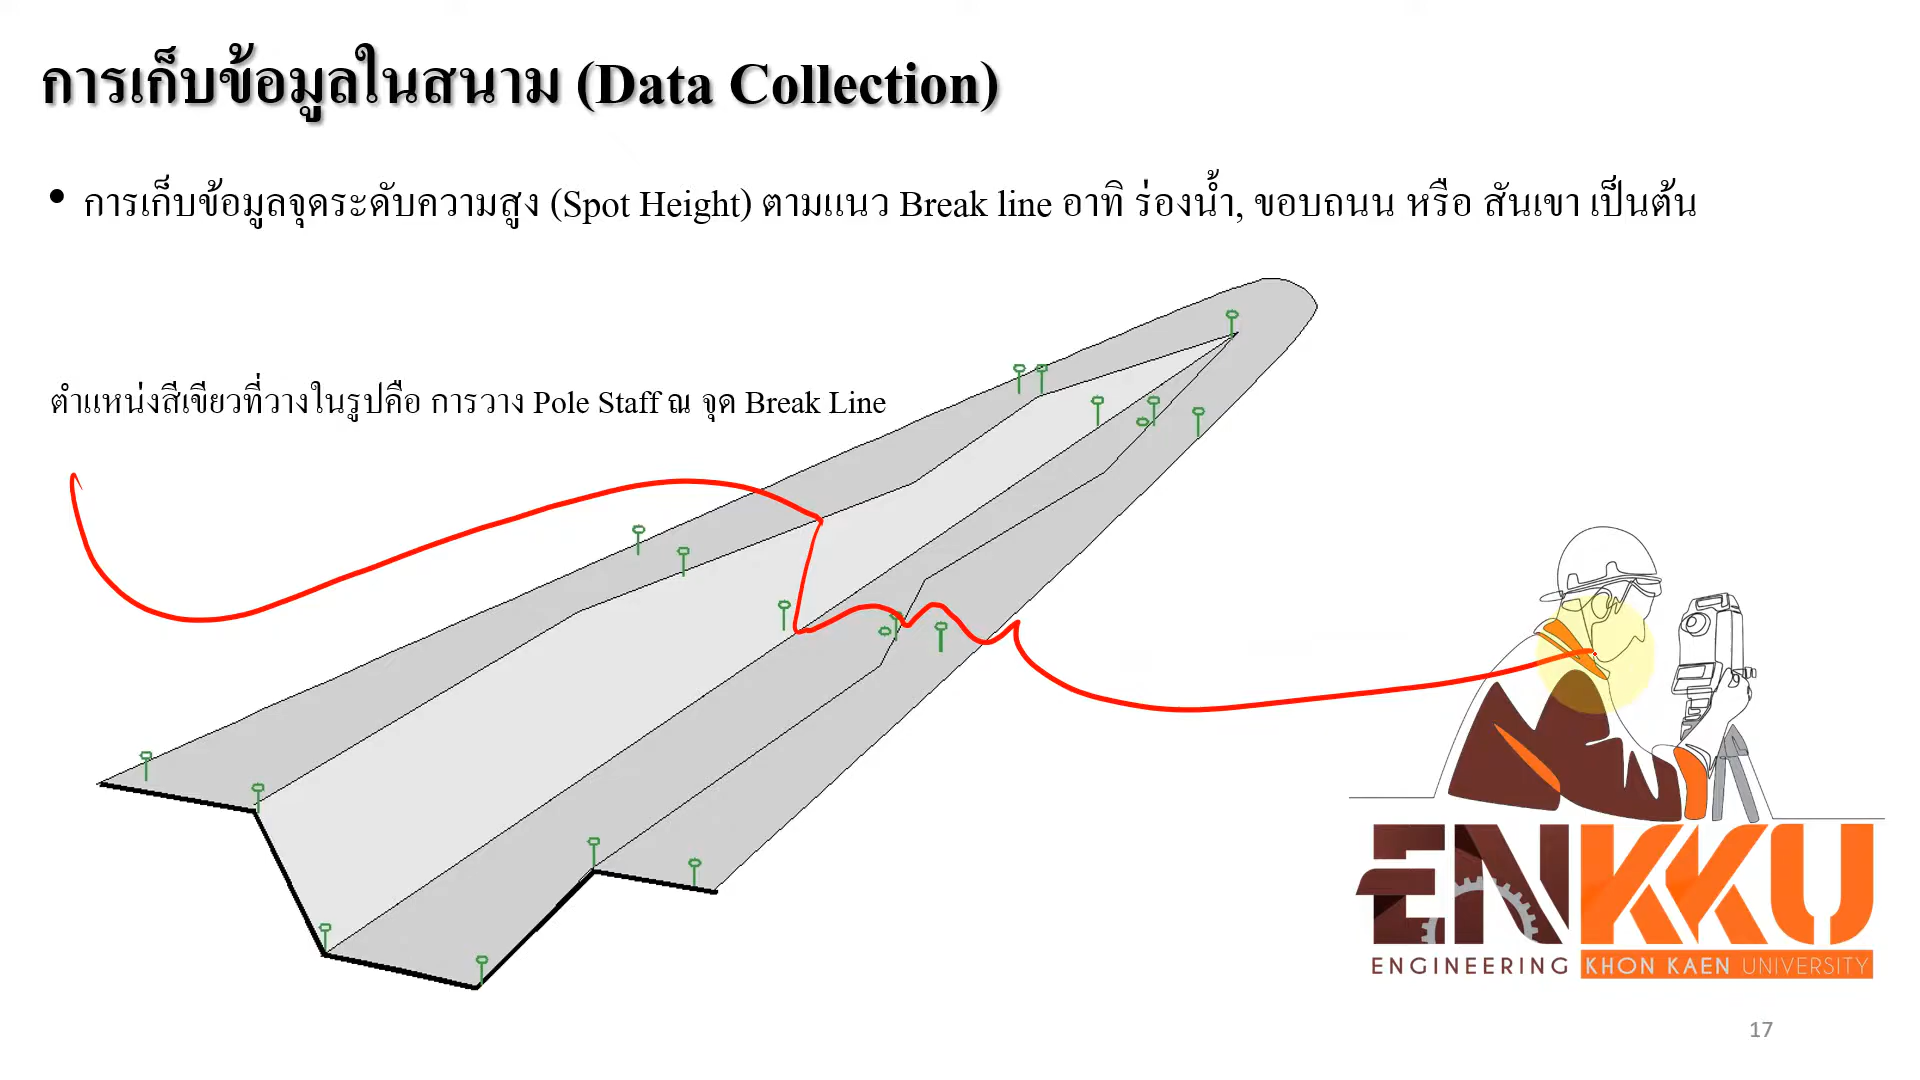 การเก็บข้อมูลในสนาม (Data Collection)
• การเก็บข้อมูลจุดระดับความสูง (Spot Height) ตามแนว Break line อาทิ ร่องน้ำ, ขอบถนน หรือ สันเขา เป็นต้น
ตำแหน่งสีเขียวที่วางในรูปคือ การวาง Pole Staff ณ จุด Break Line
ENKKU
ENGINEERING KHON KAEN UNIVERSITY
17